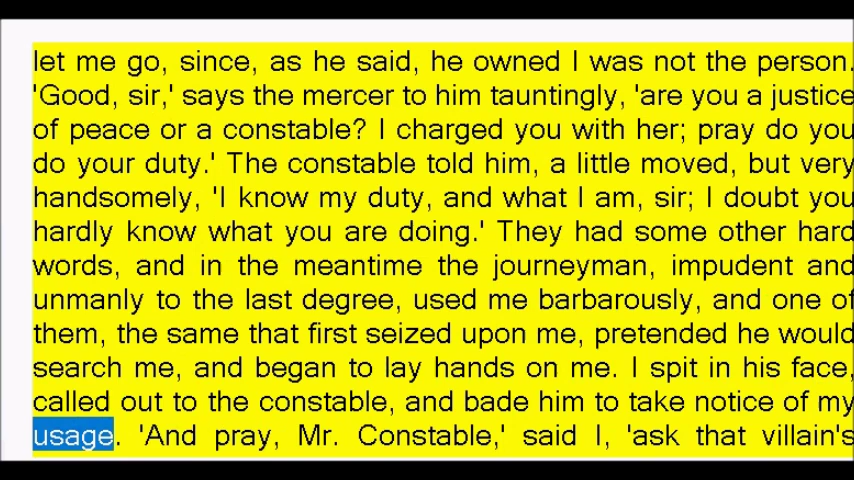 let me go, since, as he said, he owned I was not the person.
'Good, sir,' says the mercer to him tauntingly, 'are you a justice
of peace or a constable? I charged you with her; pray do you
do your duty.' The constable told him, a little moved, but very
handsomely, 'I know my duty, and what I am, sir; I doubt you
hardly know what you are doing.' They had some other hard
words, and in the meantime the journeyman, impudent and
unmanly to the last degree, used me barbarously, and one of
them, the same that first seized upon me, pretended he would
search me, and began to lay hands on me. I spit in his face,
called out to the constable, and bade him to take notice of my
usage. 'And pray, Mr. Constable,' said I, 'ask that villain's